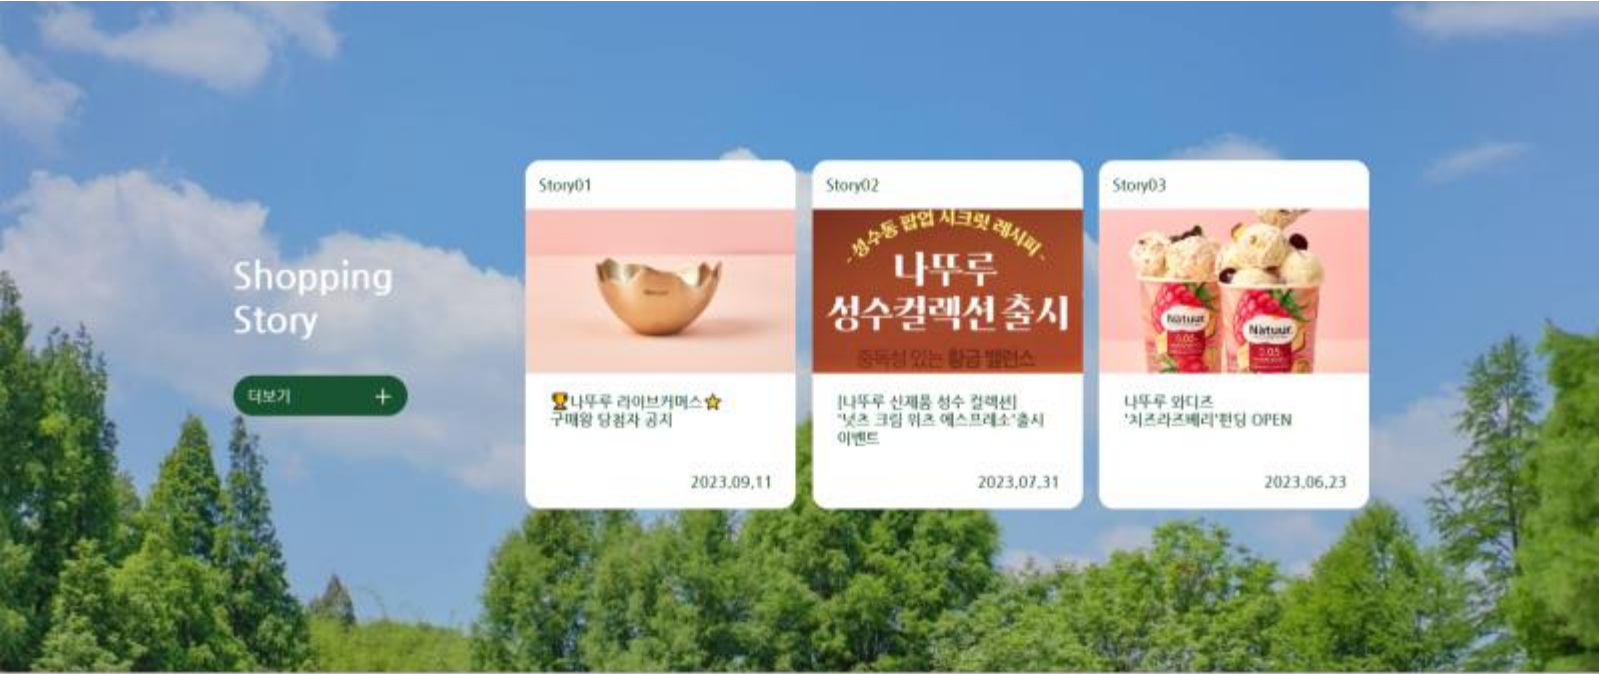 Shopping
Story
더보기 +
Story01
🏆나뚜루 라이브커머스⭐
구매왕 당첨자 공지
2023.09.11
Story02
- 성수동 팝업 시크릿 레시피 -
나뚜루
성수컬렉션 출시
중독성 있는 황금 밸런스
[나뚜루 신제품 성수 컬렉션]
'넛츠 크림 위즈 에스프레소'출시
이벤트
2023.07.31
Story03
Natuur
Natuur
0.05
나뚜루 와디즈
'치즈라즈베리'펀딩 OPEN
2023.06.23